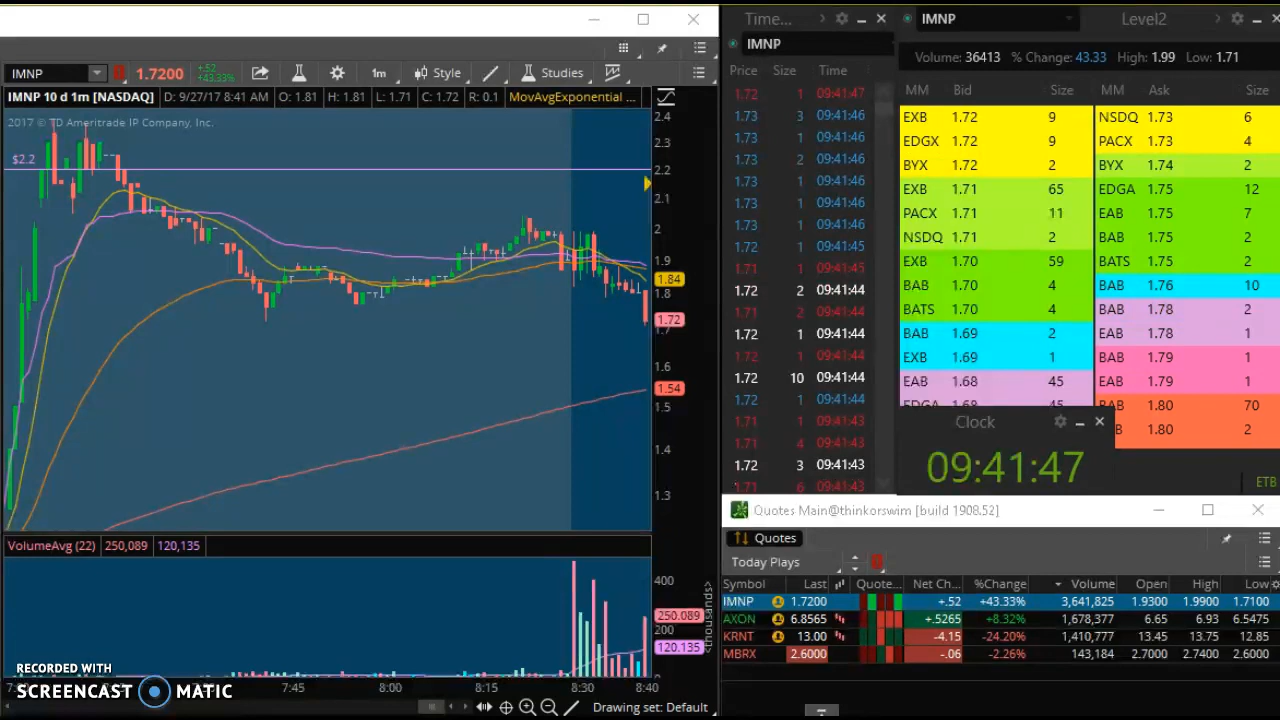 IMNP 1.7200 +.52 +43.33% 1m Style Studies
IMNP 10 d 1m [NASDAQ] D: 9/27/17 8:41 AM O: 1.81 H: 1.81 L: 1.71 C: 1.72 R: 0.1 MovAvgExponential ...
2017 © TD Ameritrade IP Company, Inc.
$2.2
2.4
2.3
2.2
2.1
2
1.9
1.84
1.8
1.72
1.7
1.6
1.54
1.5
1.4
1.3
VolumeAvg (22) 250,089 120,135
400
250.089
200
120.135
0
<thousands>
7:45 8:00 8:15 8:30 8:40
RECORDED WITH
SCREENCAST MATIC
Drawing set: Default
Time...
IMNP
Price Size Time
1.72 1 09:41:47
1.73 3 09:41:46
1.73 1 09:41:46
1.73 2 09:41:46
1.73 1 09:41:46
1.73 1 09:41:46
1.73 1 09:41:46
1.72 1 09:41:45
1.71 1 09:41:45
1.72 2 09:41:44
1.71 2 09:41:44
1.72 1 09:41:44
1.72 1 09:41:44
1.72 10 09:41:44
1.72 1 09:41:44
1.71 1 09:41:43
1.71 4 09:41:43
1.72 3 09:41:43
1.71 6 09:41:43
IMNP Level2
Volume: 36413 % Change: 43.33 High: 1.99 Low: 1.71
MM Bid Size MM Ask Size
EXB 1.72 9 NSDQ 1.73 6
EDGX 1.72 9 PACX 1.73 4
BYX 1.72 2 BYX 1.74 2
EXB 1.71 65 EDGA 1.75 12
PACX 1.71 11 EAB 1.75 7
NSDQ 1.71 2 BAB 1.75 2
EXB 1.70 59 BATS 1.75 2
BAB 1.70 4 BAB 1.76 10
BATS 1.70 4 BAB 1.78 2
BAB 1.69 2 EAB 1.78 1
EXB 1.69 1 BAB 1.79 1
EAB 1.68 45 EAB 1.79 1
EDGA 1.68 45 BAB 1.80 70
B 1.80 2
Clock
09:41:47
ETB
Quotes Main@thinkorswim [build 1908.52]
Quotes
Today Plays
Symbol Last Quote... Net Ch... %Change Volume Open High Low
IMNP 1.7200 +.52 +43.33% 3,641,825 1.9300 1.9900 1.7100
AXON 6.8565 +.5265 +8.32% 1,678,377 6.65 6.93 6.5475
KRNT 13.00 -4.15 -24.20% 1,410,777 13.45 13.75 12.85
MBRX 2.6000 -.06 -2.26% 143,184 2.7000 2.7400 2.6000